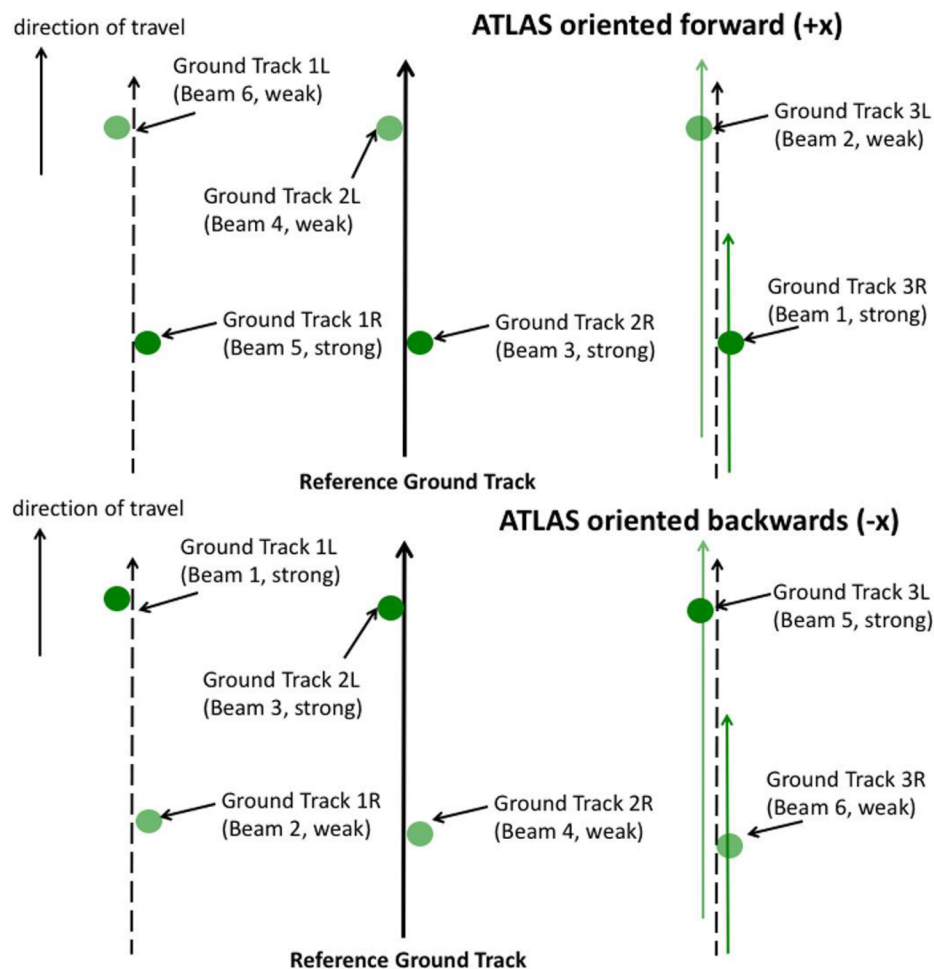 direction of travel
ATLAS oriented forward (+x)
Ground Track 1L
(Beam 6, weak)
Ground Track 3L
(Beam 2, weak)
Ground Track 2L
(Beam 4, weak)
Ground Track 3R
(Beam 1, strong)
Ground Track 1R
(Beam 5, strong)
Ground Track 2R
(Beam 3, strong)
Reference Ground Track
direction of travel
ATLAS oriented backwards (-x)
Ground Track 1L
(Beam 1, strong)
Ground Track 3L
(Beam 5, strong)
Ground Track 2L
(Beam 3, strong)
Ground Track 1R
(Beam 2, weak)
Ground Track 2R
(Beam 4, weak)
Ground Track 3R
(Beam 6, weak)
Reference Ground Track